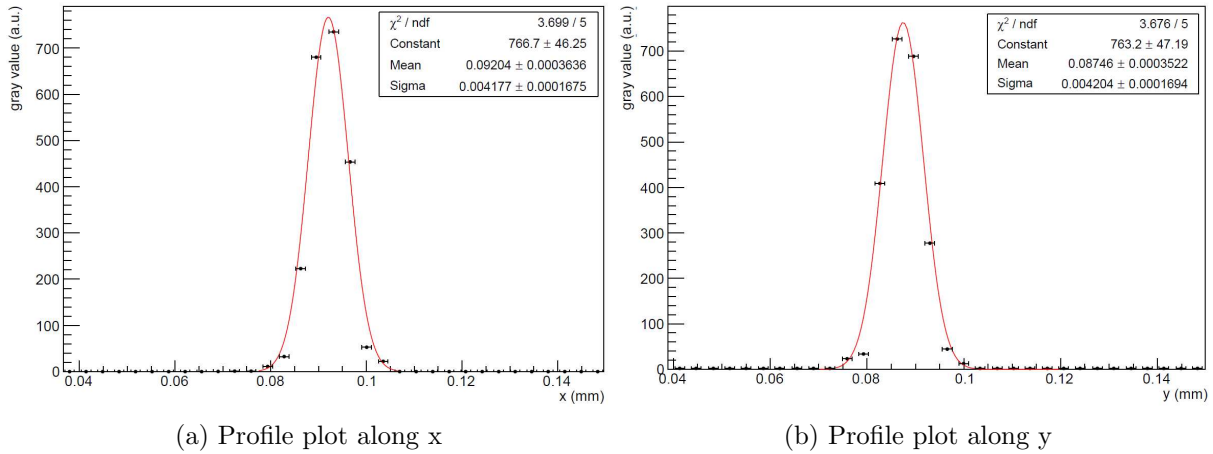 gray value (a.u.)
700
600
500
400
300
200
100
0
0.04
0.06
0.08
0.1
0.12
0.14
x (mm)
χ² / ndf 3.699 / 5
Constant 766.7 ± 46.25
Mean 0.09204 ± 0.0003636
Sigma 0.004177 ± 0.0001675
(a) Profile plot along x
gray value (a.u.)
700
600
500
400
300
200
100
0
0.04
0.06
0.08
0.1
0.12
0.14
y (mm)
χ² / ndf 3.676 / 5
Constant 763.2 ± 47.19
Mean 0.08746 ± 0.0003522
Sigma 0.004204 ± 0.0001694
(b) Profile plot along y